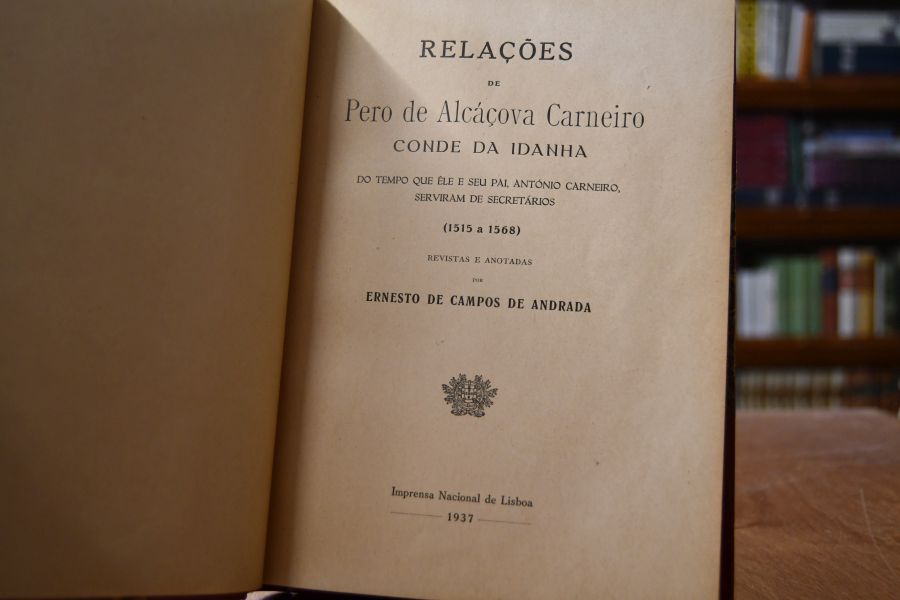 RELAÇÕES
DE
Pero de Alcáçova Carneiro
CONDE DA IDANHA
DO TEMPO QUE ÊLE E SEU PAI, ANTÓNIO CARNEIRO,
SERVIRAM DE SECRETÁRIOS
(1515 a 1568)
REVISTAS E ANOTADAS
POR
ERNESTO DE CAMPOS DE ANDRADA
Imprensa Nacional de Lisboa
1937